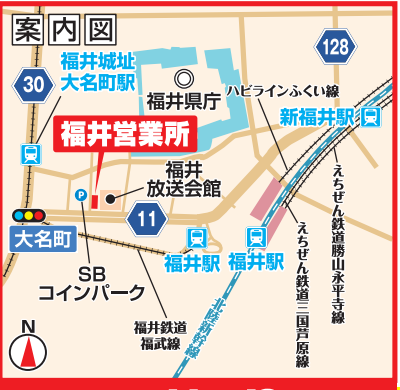 案内図
福井城址
大名町駅
30
128
福井県庁
ハピラインふくい線
新福井駅
福井営業所
福井
放送会館
P
大名町
11
SB
コインパーク
福井駅
福井駅
えちぜん鉄道勝山永平寺線
えちぜん鉄道三国芦原線
福井鉄道
福武線
北陸新幹線
N